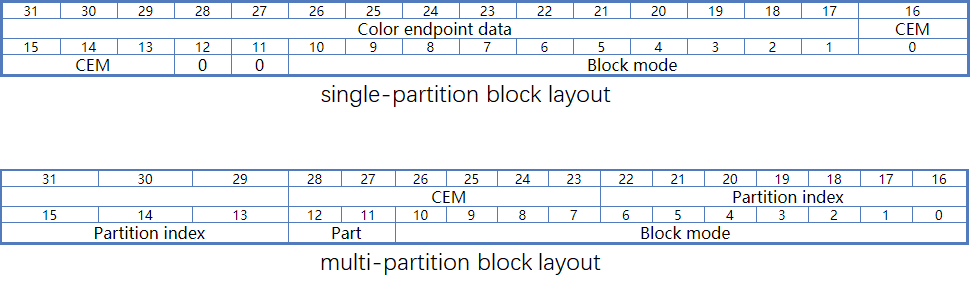 31 30 29 28 27 26 25 24 23 22 21 20 19 18 17 16
Color endpoint data CEM
15 14 13 12 11 10 9 8 7 6 5 4 3 2 1 0
CEM 0 0 Block mode
single-partition block layout
31 30 29 28 27 26 25 24 23 22 21 20 19 18 17 16
CEM Partition index
15 14 13 12 11 10 9 8 7 6 5 4 3 2 1 0
Partition index Part Block mode
multi-partition block layout